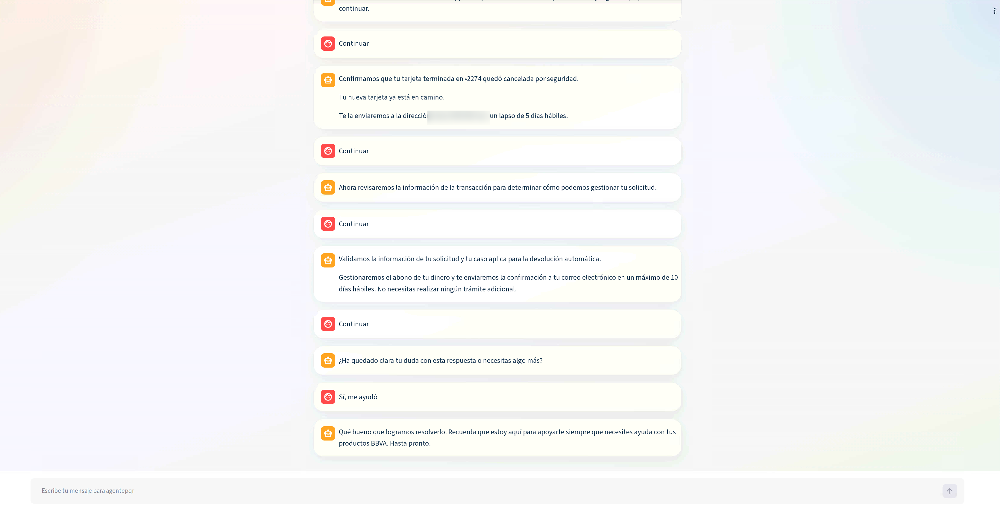 continuar.
Continuar
Confirmamos que tu tarjeta terminada en •2274 quedó cancelada por seguridad.
Tu nueva tarjeta ya está en camino.
Te la enviaremos a la dirección un lapso de 5 días hábiles.
Continuar
Ahora revisaremos la información de la transacción para determinar cómo podemos gestionar tu solicitud.
Continuar
Validamos la información de tu solicitud y tu caso aplica para la devolución automática.
Gestionaremos el abono de tu dinero y te enviaremos la confirmación a tu correo electrónico en un máximo de 10
días hábiles. No necesitas realizar ningún trámite adicional.
Continuar
¿Ha quedado clara tu duda con esta respuesta o necesitas algo más?
Sí, me ayudó
Qué bueno que logramos resolverlo. Recuerda que estoy aquí para apoyarte siempre que necesites ayuda con tus
productos BBVA. Hasta pronto.
Escribe tu mensaje para agentepqr